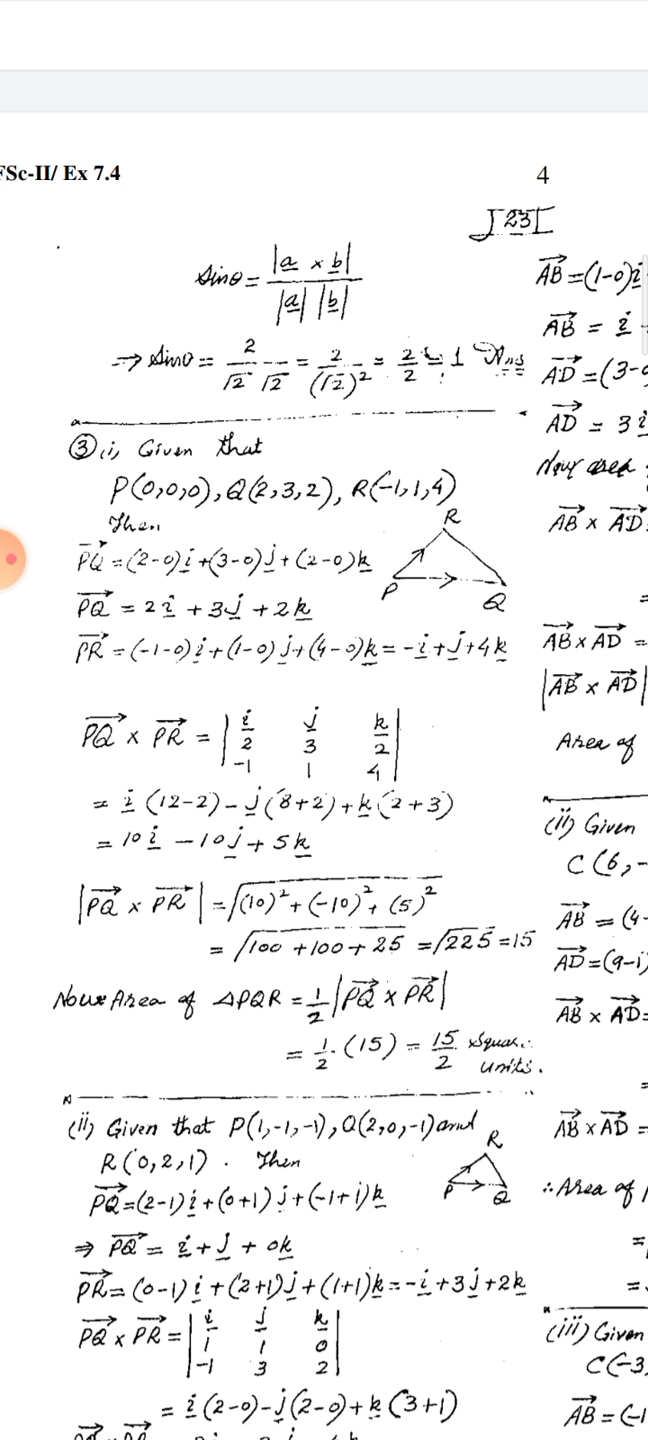 FSc-II/ Ex 7.4
4
J 23 I
Sinθ = |a × b| / |a| |b|
⇒ Sinθ = 2 / √2 √2 = 2 / (√2)² = 2/2 = 1 Ans
③ (i) Given that
P(0,0,0), Q(2,3,2), R(-1,1,4)
Then
PQ = (2-0)i + (3-0)j + (2-0)k
PQ = 2i + 3j + 2k
PR = (-1-0)i + (1-0)j + (4-0)k = -i + j + 4k
R
P
Q
PQ × PR = | i j k
2 3 2
-1 1 4 |
= i (12-2) - j (8+2) + k (2+3)
= 10i - 10j + 5k
|PQ × PR| = √(10)² + (-10)² + (5)²
= √100 + 100 + 25 = √225 = 15
Now Area of △PQR = 1/2 |PQ × PR|
= 1/2 · (15) = 15/2 Square
units.
(ii) Given that P(1,-1,-1), Q(2,0,-1) and
R(0,2,1). Then
PQ = (2-1)i + (0+1)j + (-1+1)k
⇒ PQ = i + j + 0k
R
P
Q
PR = (0-1)i + (2+1)j + (1+1)k = -i + 3j + 2k
PQ × PR = | i j k
1 1 0
-1 3 2 |
= i (2-0) - j (2-0) + k (3+1)
AB = (1-0)i
AB = i
AD = (3-
AD = 3i
Now area
AB × AD
=
AB × AD =
|AB × AD|
Area of
(ii) Given
C(6,-
AB = (4-
AD = (9-1)
AB × AD =
=
AB × AD =
∴ Area of
=
=
(iii) Given
C(-3,
AB = (-1